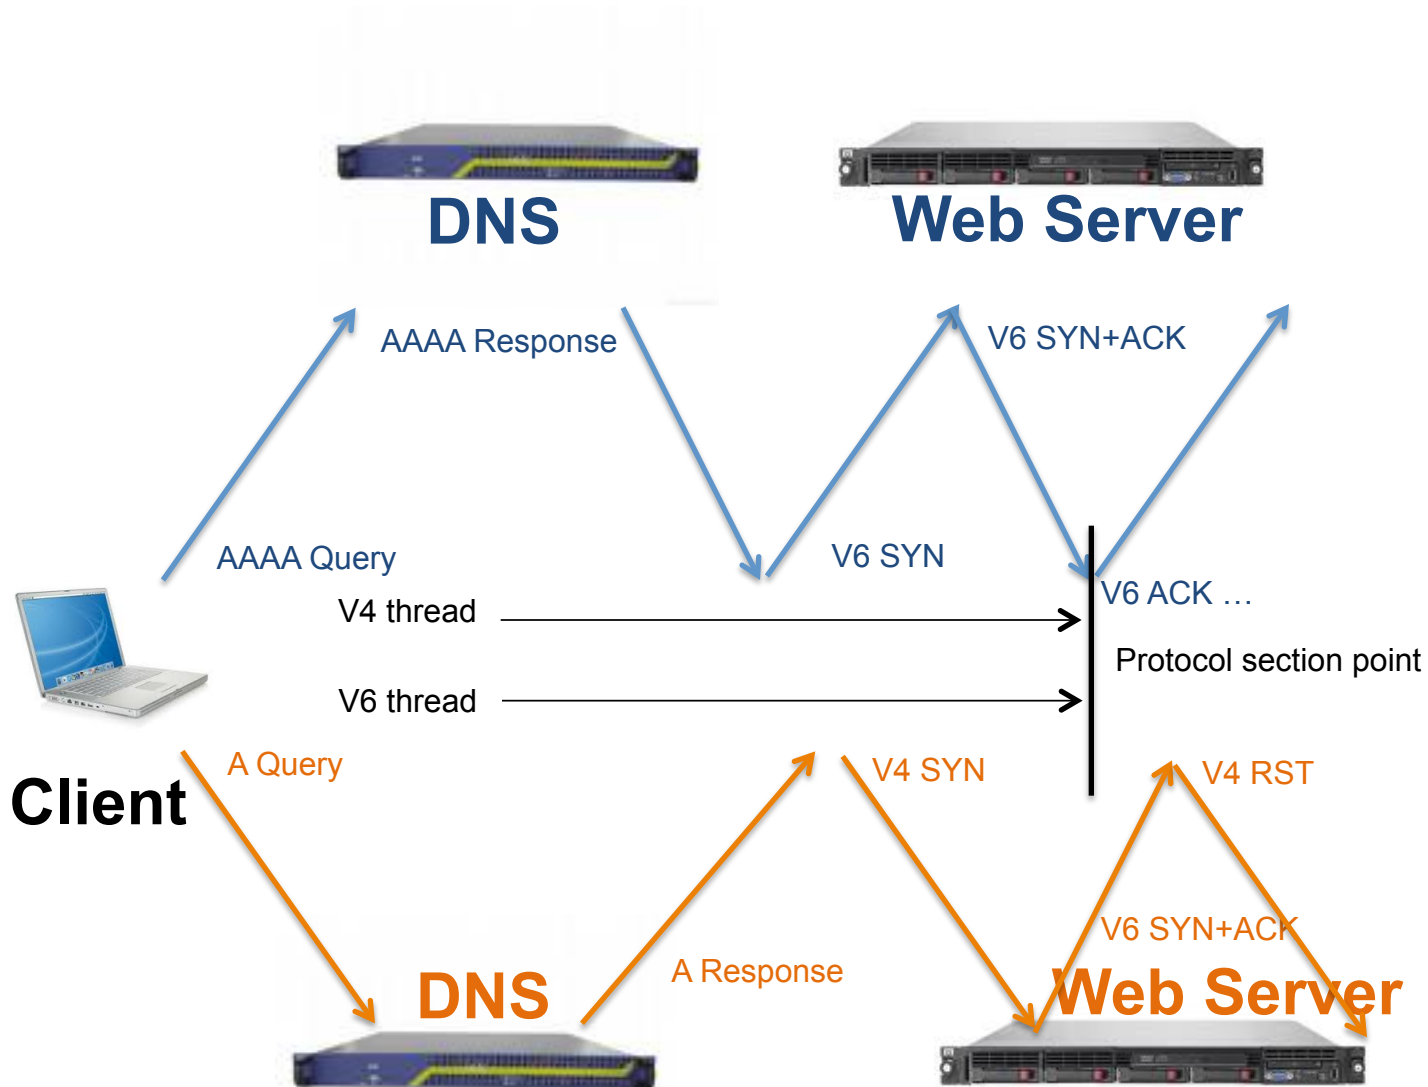 DNS
Web Server
AAAA Response
V6 SYN+ACK
AAAA Query
V6 SYN
V6 ACK …
V4 thread
Protocol section point
V6 thread
A Query
V4 SYN
V4 RST
Client
V6 SYN+ACK
A Response
DNS
Web Server